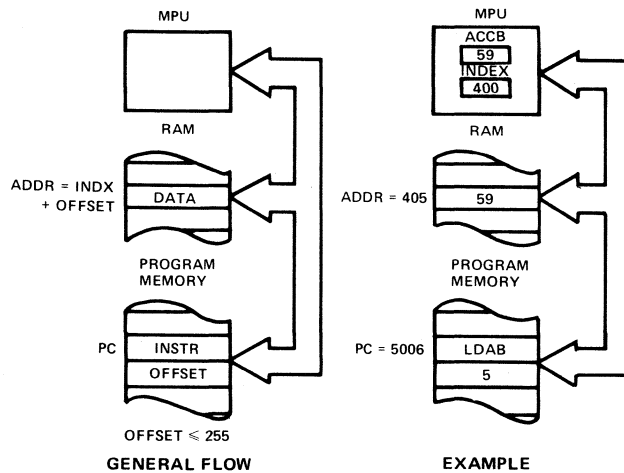 MPU
RAM
ADDR = INDX
+ OFFSET
DATA
PROGRAM
MEMORY
PC
INSTR
OFFSET
OFFSET ⩽ 255
GENERAL FLOW
MPU
ACCB
59
INDEX
400
RAM
ADDR = 405
59
PROGRAM
MEMORY
PC = 5006
LDAB
5
EXAMPLE